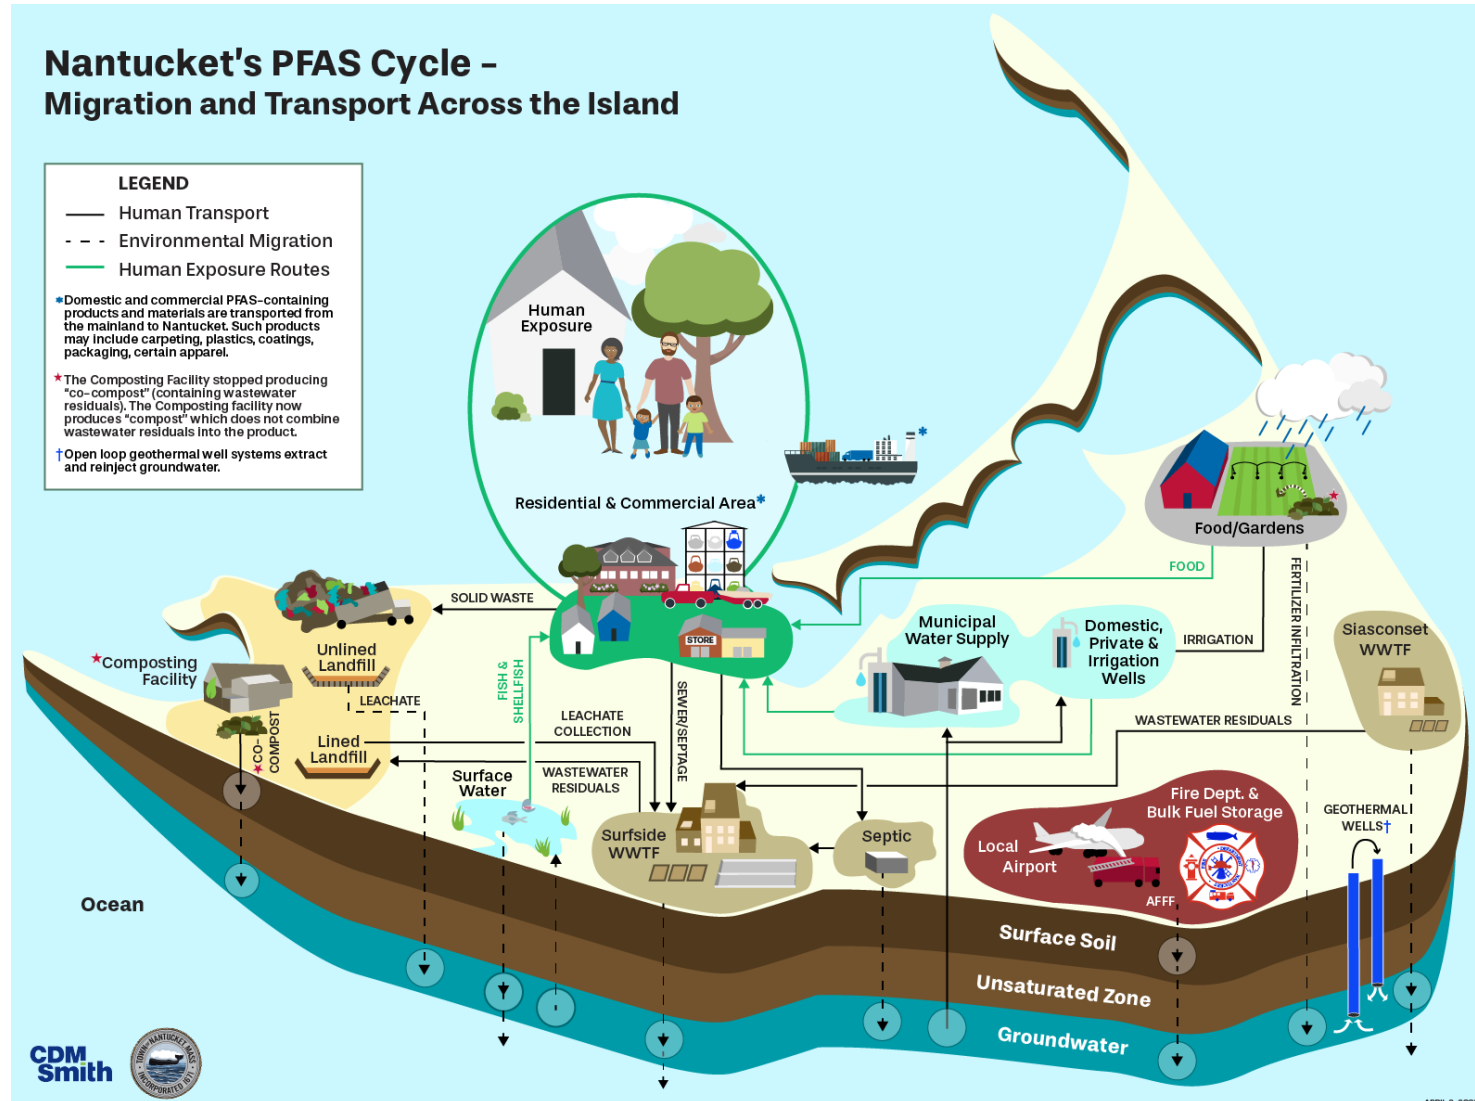 Nantucket's PFAS Cycle –
Migration and Transport Across the Island
LEGEND
Human Transport
Environmental Migration
Human Exposure Routes
*Domestic and commercial PFAS-containing
products and materials are transported from
the mainland to Nantucket. Such products
may include carpeting, plastics, coatings,
packaging, certain apparel.
★The Composting Facility stopped producing
"co-compost" (containing wastewater
residuals). The Composting facility now
produces "compost" which does not combine
wastewater residuals into the product.
†Open loop geothermal well systems extract
and reinject groundwater.
Human
Exposure
*
Residential & Commercial Area*
STORE
★
Food/Gardens
FOOD
FERTILIZER INFILTRATION
SOLID WASTE
Municipal
Water Supply
Domestic,
Private &
Irrigation
Wells
IRRIGATION
Siasconset
WWTF
Unlined
Landfill
★Composting
Facility
LEACHATE
FISH &
SHELLFISH
SEWER/SEPTAGE
LEACHATE
COLLECTION
WASTEWATER RESIDUALS
★CO-
COMPOST
Lined
Landfill
Surface
Water
WASTEWATER
RESIDUALS
Surfside
WWTF
Septic
Fire Dept. &
Bulk Fuel Storage
Local
Airport
AFFF
GEOTHERMAL
WELLS†
Ocean
Surface Soil
Unsaturated Zone
Groundwater
CDM
Smith
TOWN OF NANTUCKET MASS
INCORPORATED 1671